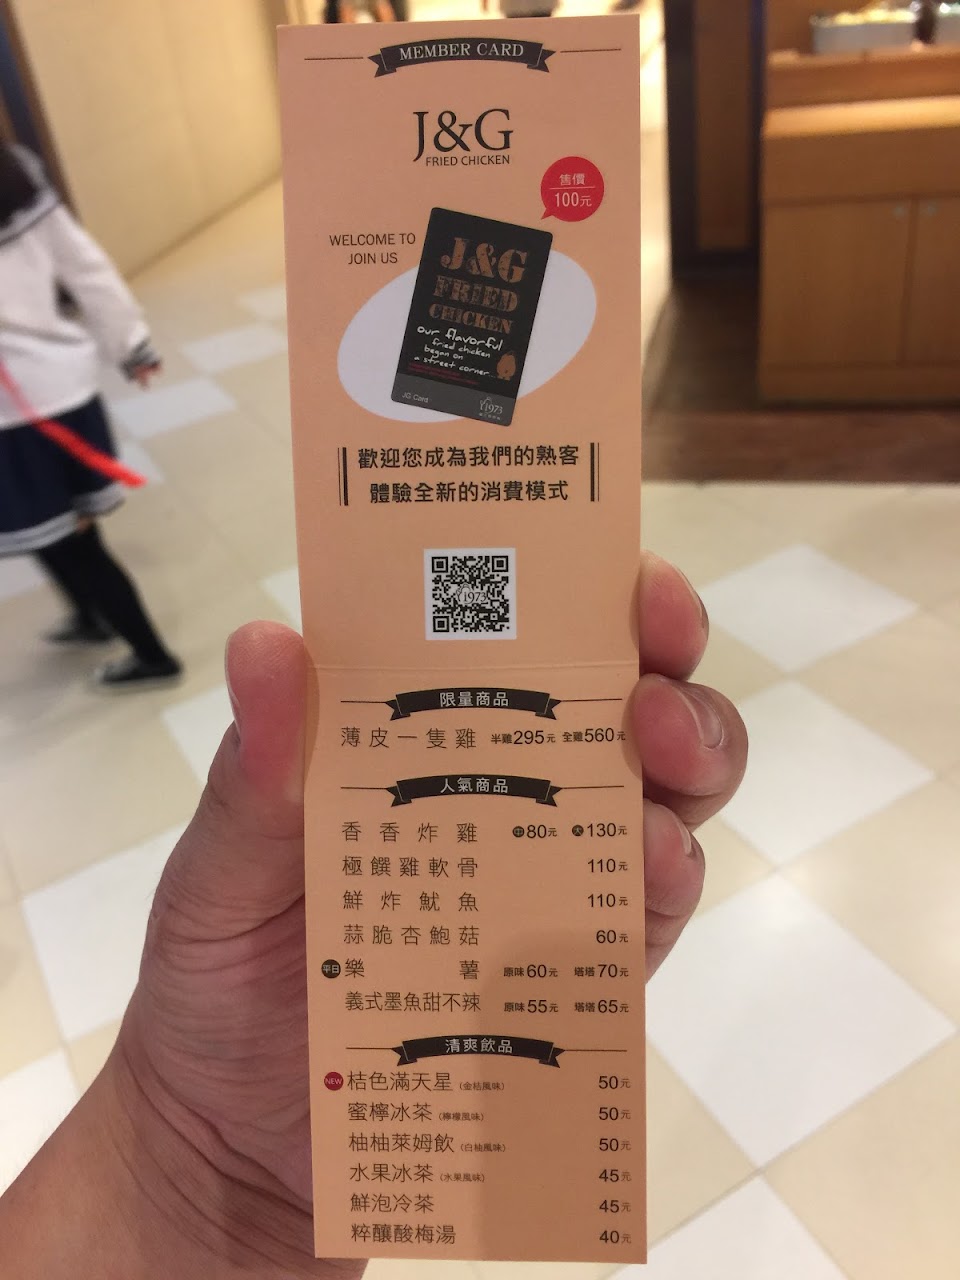 MEMBER CARD
J&G
FRIED CHICKEN
售價
100元
WELCOME TO
JOIN US
J&G
FRIED
CHICKEN
our flavorful
fried chicken
began on
a street corner...
JG Card
1973
歡迎您成為我們的熟客
體驗全新的消費模式
1973
限量商品
薄皮一隻雞 半雞295元 全雞560元
人氣商品
香香炸雞 中80元 大130元
極饌雞軟骨 110元
鮮炸魷魚 110元
蒜脆杏鮑菇 60元
平日 樂薯 原味60元 塔塔70元
義式墨魚甜不辣 原味55元 塔塔65元
清爽飲品
NEW 桔色滿天星 (金桔風味) 50元
蜜檸冰茶 (檸檬風味) 50元
柚柚萊姆飲 (白柚風味) 50元
水果冰茶 (水果風味) 45元
鮮泡冷茶 45元
粹釀酸梅湯 40元